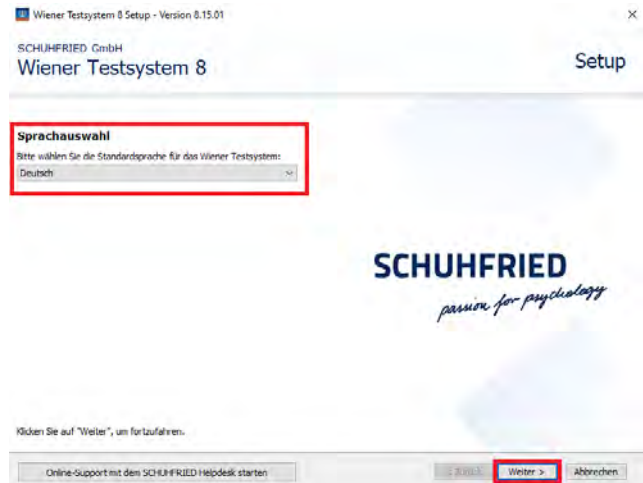 Wiener Testsystem 8 Setup - Version 8.15.01
SCHUHFRIED GmbH
Wiener Testsystem 8
Setup
Sprachauswahl
Bitte wählen Sie die Standardsprache für das Wiener Testsystem:
Deutsch
SCHUHFRIED
passion for psychology
Klicken Sie auf "Weiter", um fortzufahren.
Online-Support mit dem SCHUHFRIED Helpdesk starten
< Zurück
Weiter >
Abbrechen